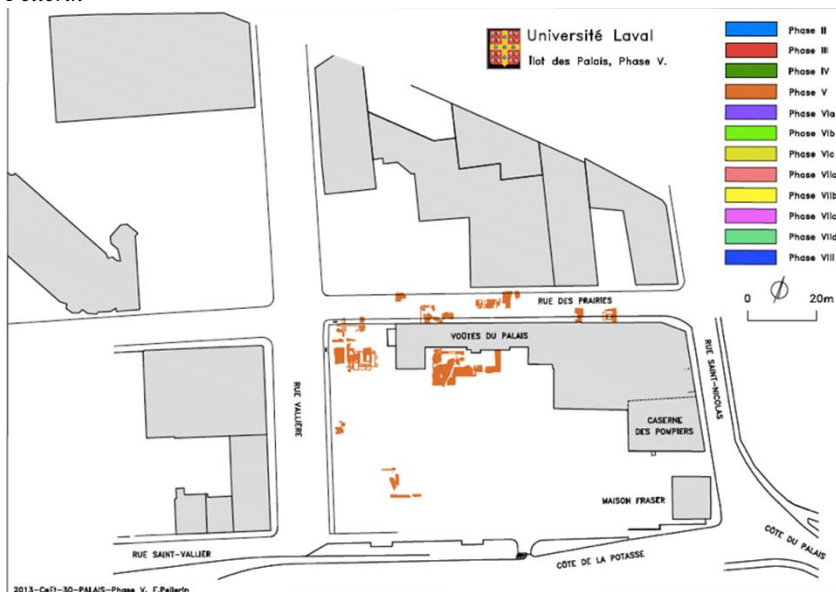 Pellerin
Université Laval
Îlot des Palais, Phase V.
Phase II
Phase III
Phase IV
Phase V
Phase VIa
Phase VIb
Phase VIc
Phase VIIa
Phase VIIb
Phase VIIc
Phase VIId
Phase VIII
0 20m
RUE DES PRAIRIES
VOÛTES DU PALAIS
RUE VALLIÈRE
RUE SAINT-NICOLAS
CASERNE
DES POMPIERS
MAISON FRASER
CÔTE DU PALAIS
RUE SAINT-VALLIER
CÔTE DE LA POTASSE
2013-CeEt-30-PALAIS-Phase V, F.Pellerin